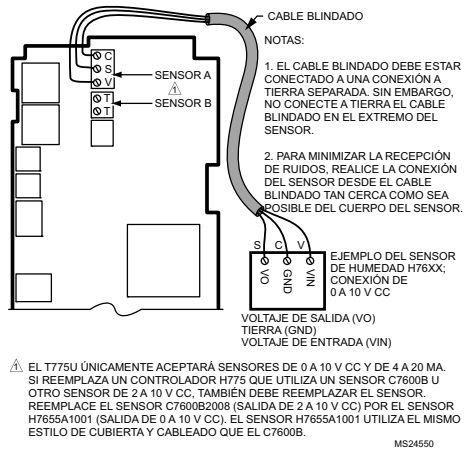 CABLE BLINDADO
NOTAS:
1. EL CABLE BLINDADO DEBE ESTAR
CONECTADO A UNA CONEXIÓN A
TIERRA SEPARADA. SIN EMBARGO,
NO CONECTE A TIERRA EL CABLE
BLINDADO EN EL EXTREMO DEL
SENSOR.
2. PARA MINIMIZAR LA RECEPCIÓN
DE RUIDOS, REALICE LA CONEXIÓN
DEL SENSOR DESDE EL CABLE
BLINDADO TAN CERCA COMO SEA
POSIBLE DEL CUERPO DEL SENSOR.
C
S
V
SENSOR A
1
T
T
SENSOR B
S C V
VO GND VIN
EJEMPLO DEL SENSOR
DE HUMEDAD H76XX;
CONEXIÓN DE
0 A 10 V CC
VOLTAJE DE SALIDA (VO)
TIERRA (GND)
VOLTAJE DE ENTRADA (VIN)
1 EL T775U ÚNICAMENTE ACEPTARÁ SENSORES DE 0 A 10 V CC Y DE 4 A 20 MA.
SI REEMPLAZA UN CONTROLADOR H775 QUE UTILIZA UN SENSOR C7600B U
OTRO SENSOR DE 2 A 10 V CC, TAMBIÉN DEBE REEMPLAZAR EL SENSOR.
REEMPLACE EL SENSOR C7600B2008 (SALIDA DE 2 A 10 V CC) POR EL SENSOR
H7655A1001 (SALIDA DE 0 A 10 V CC). EL SENSOR H7655A1001 UTILIZA EL MISMO
ESTILO DE CUBIERTA Y CABLEADO QUE EL C7600B.
MS24550